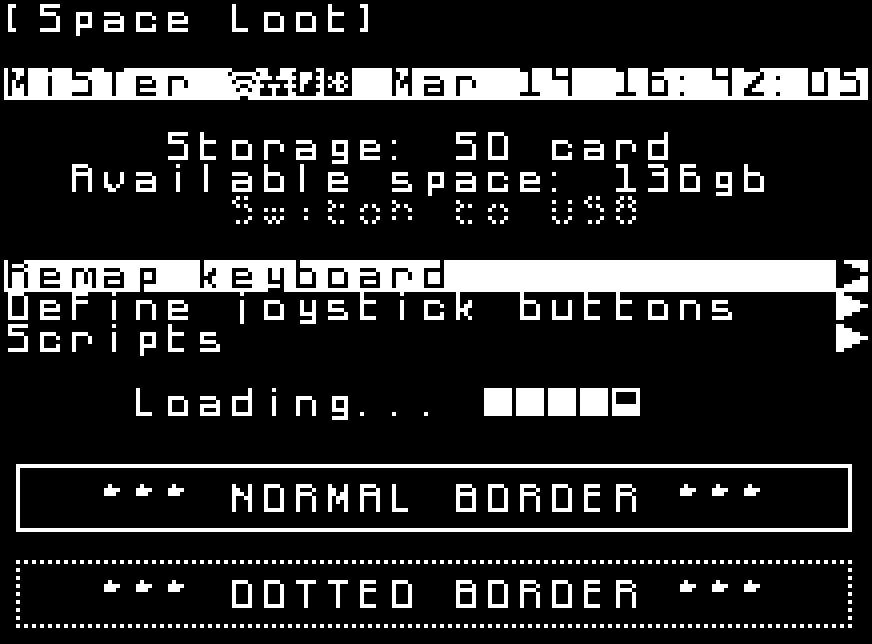 [Space Loot]
MiSTer Mar 14 16:42:05
Storage: SD card
Available space: 136gb
Switch to USB
Remap keyboard
Define joystick buttons
Scripts
Loading...
*** NORMAL BORDER ***
*** DOTTED BORDER ***